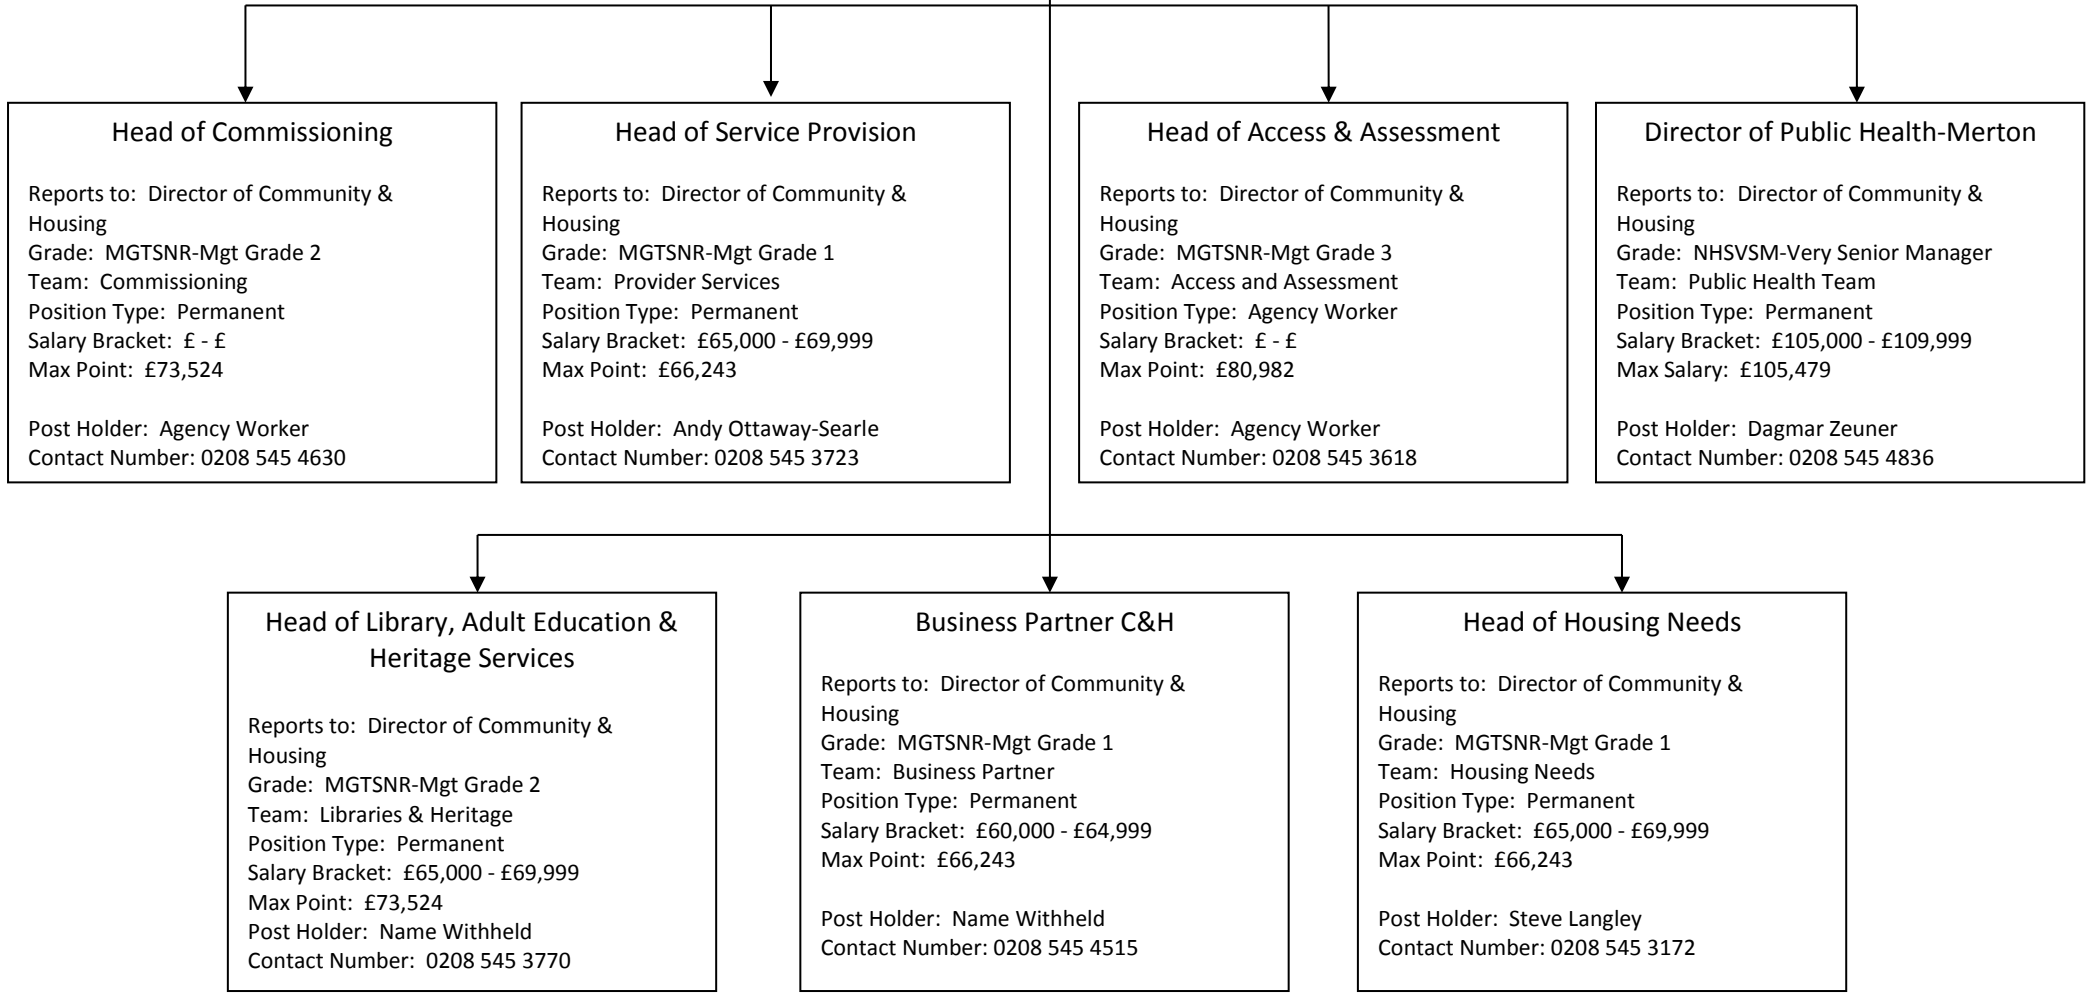 Head of Commissioning
Reports to: Director of Community &
Housing
Grade: MGTSNR-Mgt Grade 2
Team: Commissioning
Position Type: Permanent
Salary Bracket: £ - £
Max Point: £73,524
Post Holder: Agency Worker
Contact Number: 0208 545 4630
Head of Service Provision
Reports to: Director of Community &
Housing
Grade: MGTSNR-Mgt Grade 1
Team: Provider Services
Position Type: Permanent
Salary Bracket: £65,000 - £69,999
Max Point: £66,243
Post Holder: Andy Ottaway-Searle
Contact Number: 0208 545 3723
Head of Access & Assessment
Reports to: Director of Community &
Housing
Grade: MGTSNR-Mgt Grade 3
Team: Access and Assessment
Position Type: Agency Worker
Salary Bracket: £ - £
Max Point: £80,982
Post Holder: Agency Worker
Contact Number: 0208 545 3618
Director of Public Health-Merton
Reports to: Director of Community &
Housing
Grade: NHSVSM-Very Senior Manager
Team: Public Health Team
Position Type: Permanent
Salary Bracket: £105,000 - £109,999
Max Salary: £105,479
Post Holder: Dagmar Zeuner
Contact Number: 0208 545 4836
Head of Library, Adult Education &
Heritage Services
Reports to: Director of Community &
Housing
Grade: MGTSNR-Mgt Grade 2
Team: Libraries & Heritage
Position Type: Permanent
Salary Bracket: £65,000 - £69,999
Max Point: £73,524
Post Holder: Name Withheld
Contact Number: 0208 545 3770
Business Partner C&H
Reports to: Director of Community &
Housing
Grade: MGTSNR-Mgt Grade 1
Team: Business Partner
Position Type: Permanent
Salary Bracket: £60,000 - £64,999
Max Point: £66,243
Post Holder: Name Withheld
Contact Number: 0208 545 4515
Head of Housing Needs
Reports to: Director of Community &
Housing
Grade: MGTSNR-Mgt Grade 1
Team: Housing Needs
Position Type: Permanent
Salary Bracket: £65,000 - £69,999
Max Point: £66,243
Post Holder: Steve Langley
Contact Number: 0208 545 3172